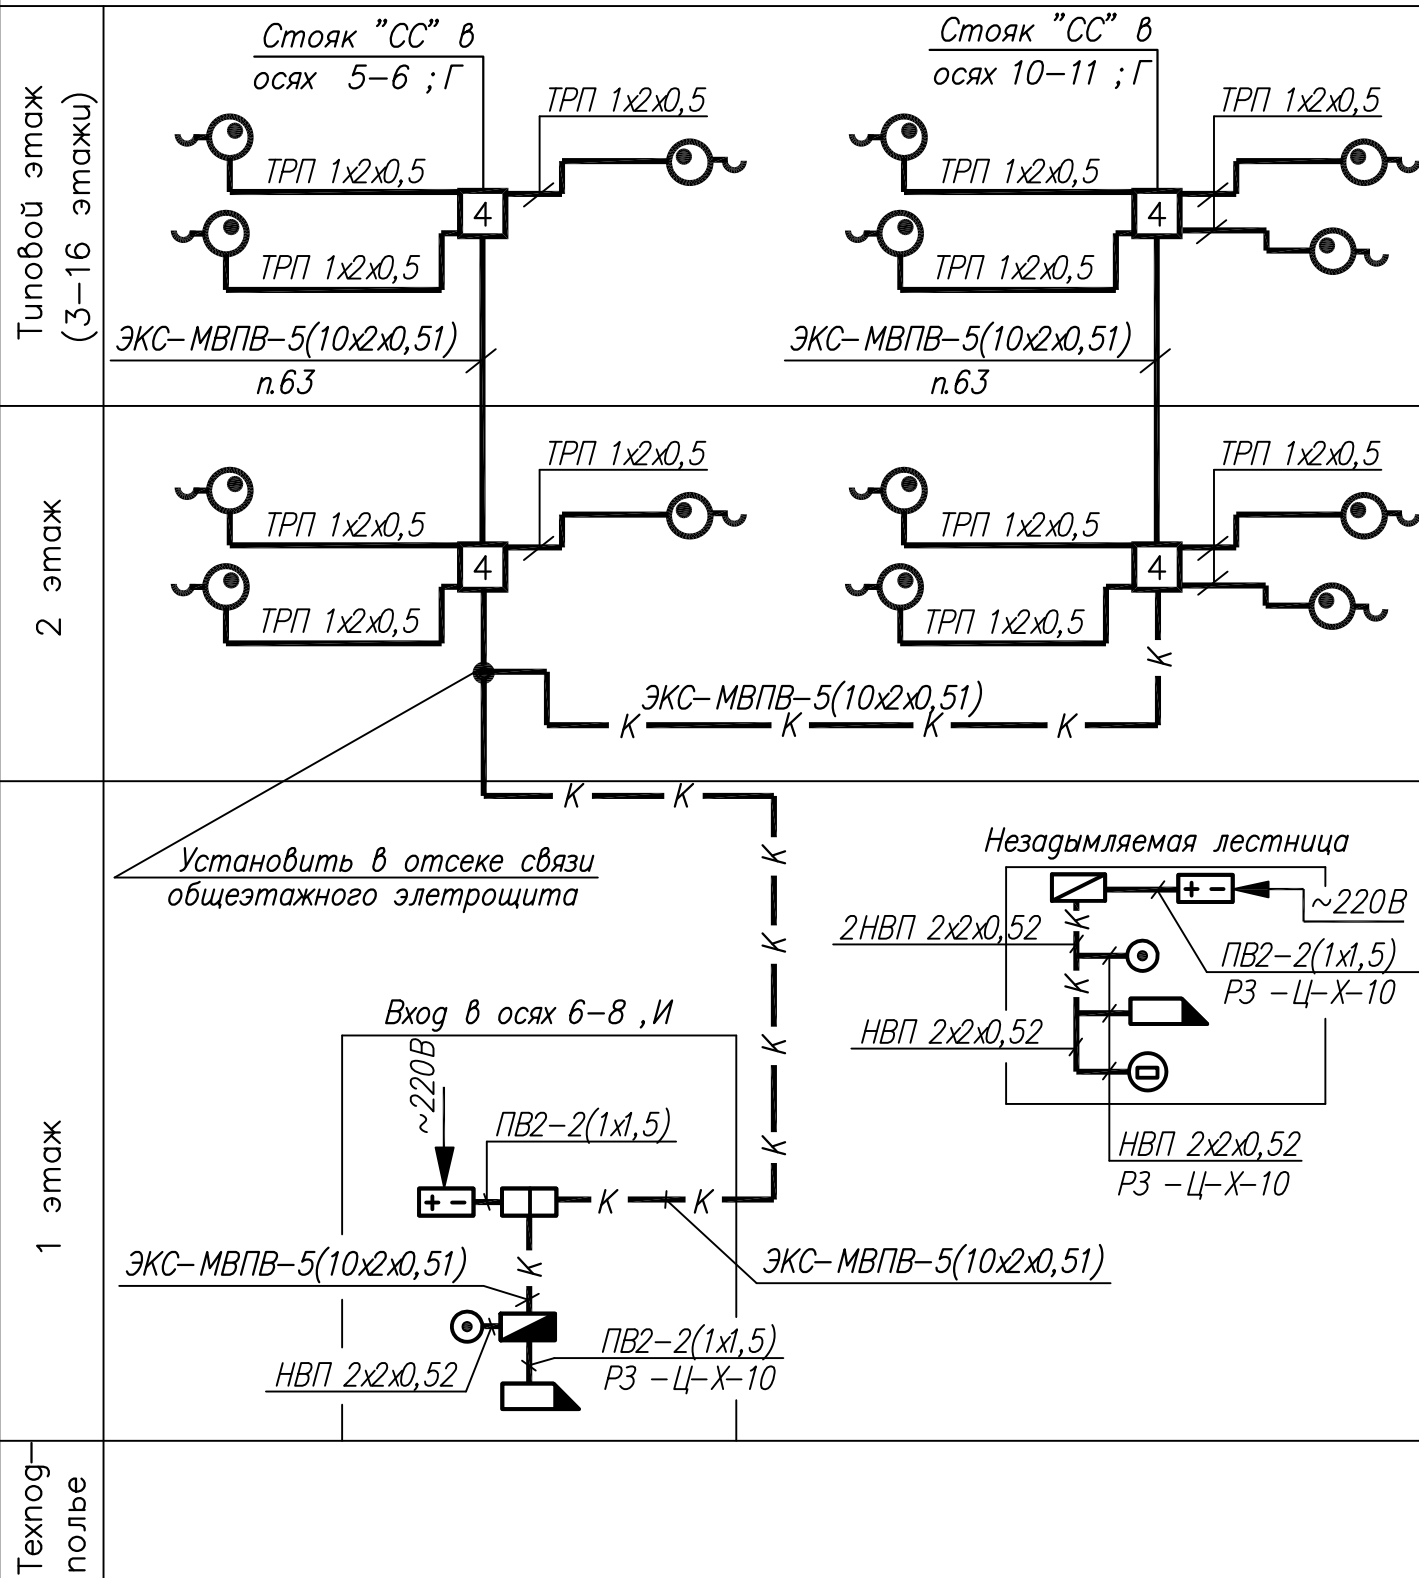 Типовой этаж
(3-16 этажи)
Стояк "СС" в
осях 5-6 ; Г
ТРП 1х2х0,5
ТРП 1х2х0,5
4
ТРП 1х2х0,5
ЭКС-МВПВ-5(10х2х0,51)
п.63
Стояк "СС" в
осях 10-11 ; Г
ТРП 1х2х0,5
ТРП 1х2х0,5
4
ТРП 1х2х0,5
ЭКС-МВПВ-5(10х2х0,51)
п.63
2 этаж
ТРП 1х2х0,5
ТРП 1х2х0,5
4
ТРП 1х2х0,5
ТРП 1х2х0,5
ТРП 1х2х0,5
4
ТРП 1х2х0,5
К
ЭКС-МВПВ-5(10х2х0,51)
К К К К
1 этаж
К К
К
К
К
К
Установить в отсеке связи
общеэтажного элетрощита
Незадымляемая лестница
+ -
~220В
К
2НВП 2х2х0,52
ПВ2-2(1х1,5)
РЗ -Ц-Х-10
К
НВП 2х2х0,52
НВП 2х2х0,52
РЗ -Ц-Х-10
Вход в осях 6-8 , И
~220В
ПВ2-2(1х1,5)
+ -
К К
ЭКС-МВПВ-5(10х2х0,51)
К
ЭКС-МВПВ-5(10х2х0,51)
ПВ2-2(1х1,5)
РЗ -Ц-Х-10
НВП 2х2х0,52
Техпод-
полье